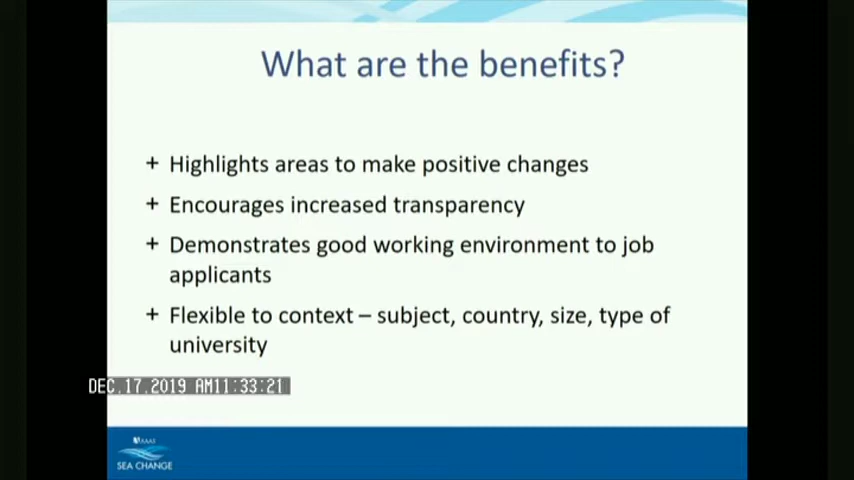 What are the benefits?
+ Highlights areas to make positive changes
+ Encourages increased transparency
+ Demonstrates good working environment to job
applicants
+ Flexible to context – subject, country, size, type of
university
DEC.17.2019 AM11:33:21
AAAS
SEA CHANGE